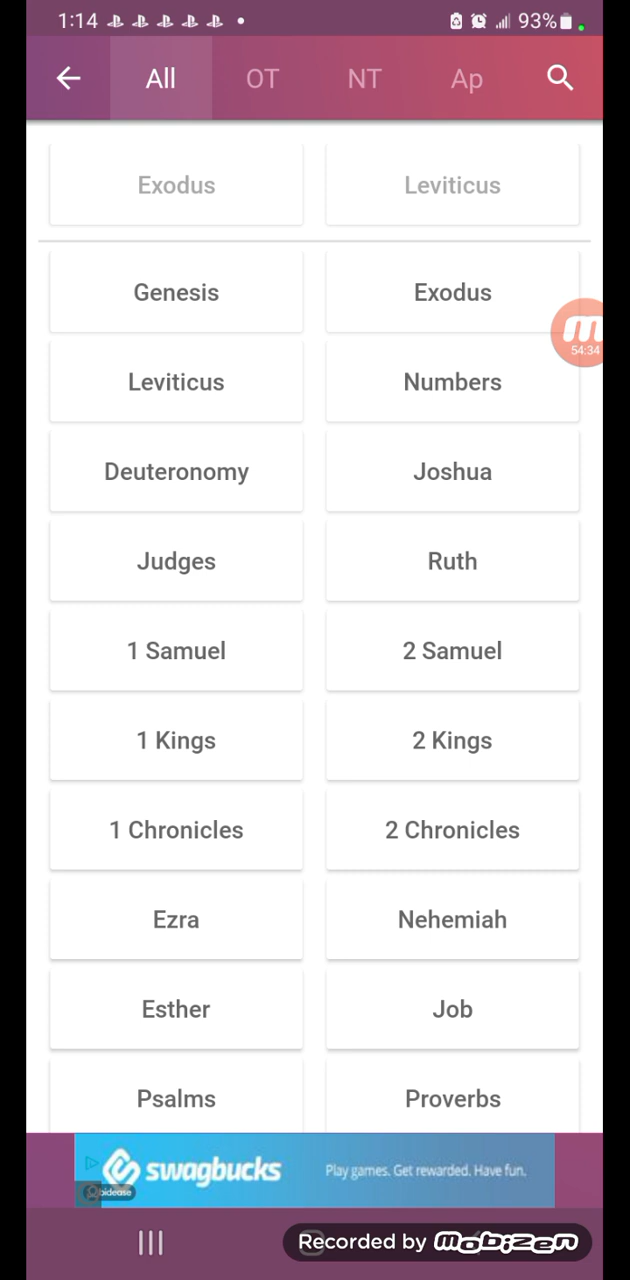 1:14 93%
All OT NT Ap
Exodus Leviticus
Genesis Exodus
54:34
Leviticus Numbers
Deuteronomy Joshua
Judges Ruth
1 Samuel 2 Samuel
1 Kings 2 Kings
1 Chronicles 2 Chronicles
Ezra Nehemiah
Esther Job
Psalms Proverbs
swagbucks Play games. Get rewarded. Have fun.
bidease
Recorded by mobizen